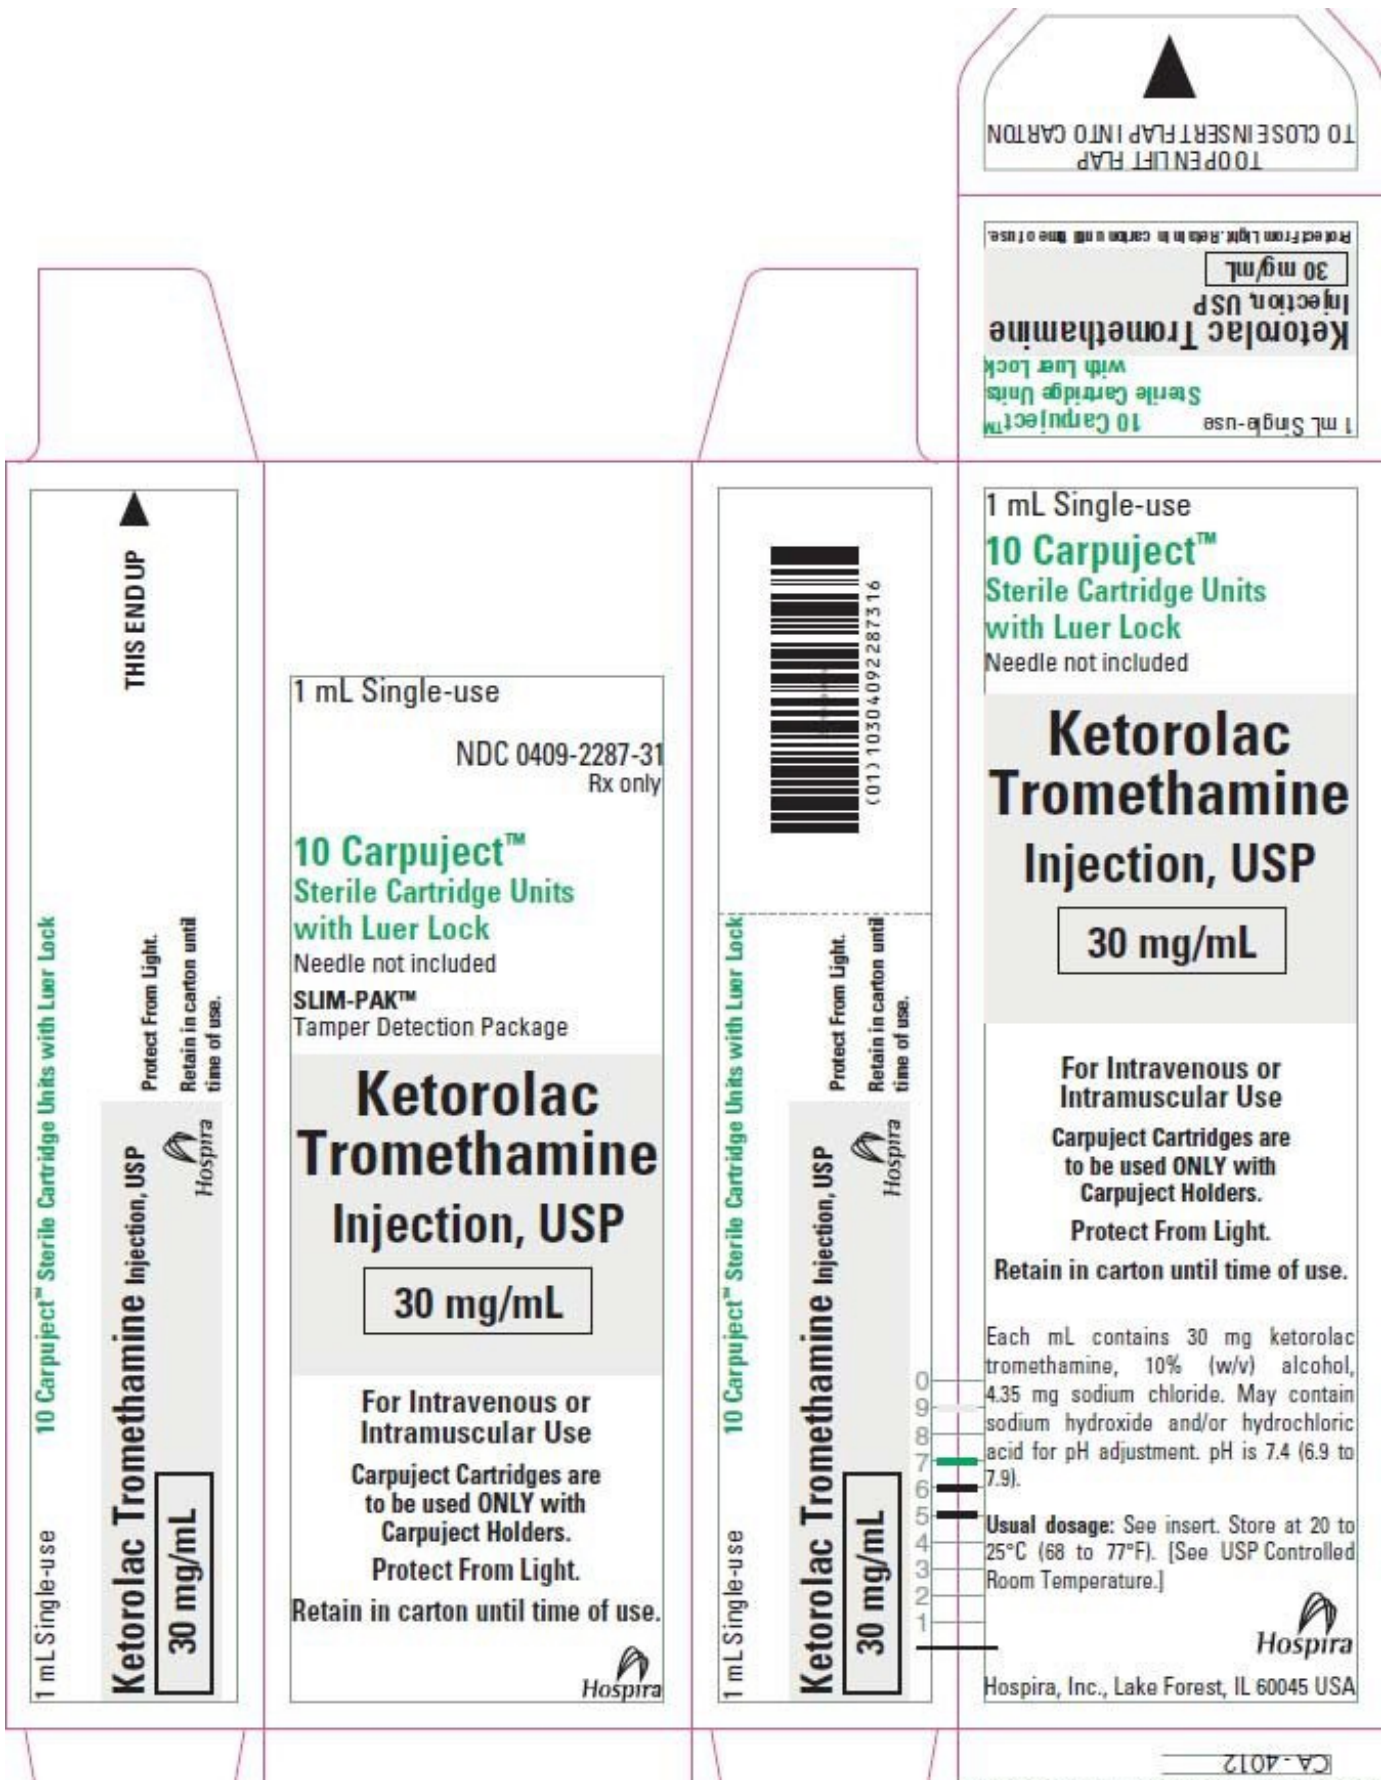 TO OPEN LIFT FLAP
TO CLOSE INSERT FLAP INTO CARTON
1 mL Single-use
10 Carpuject™
Sterile Cartridge Units
with Luer Lock
Ketorolac Tromethamine
Injection, USP
30 mg/mL
Protect From Light. Retain in carton until time of use.
THIS END UP
1 mL Single-use
10 Carpuject™ Sterile Cartridge Units with Luer Lock
Ketorolac Tromethamine Injection, USP
30 mg/mL
Hospira
Protect From Light.
Retain in carton until
time of use.
1 mL Single-use
NDC 0409-2287-31
Rx only
10 Carpuject™
Sterile Cartridge Units
with Luer Lock
Needle not included
SLIM-PAK™
Tamper Detection Package
Ketorolac
Tromethamine
Injection, USP
30 mg/mL
For Intravenous or
Intramuscular Use
Carpuject Cartridges are
to be used ONLY with
Carpuject Holders.
Protect From Light.
Retain in carton until time of use.
Hospira
(01)10304092287316
1 mL Single-use
10 Carpuject™ Sterile Cartridge Units with Luer Lock
Ketorolac Tromethamine Injection, USP
30 mg/mL
Hospira
Protect From Light.
Retain in carton until
time of use.
0
9
8
7
6
5
4
3
2
1
1 mL Single-use
10 Carpuject™
Sterile Cartridge Units
with Luer Lock
Needle not included
Ketorolac
Tromethamine
Injection, USP
30 mg/mL
For Intravenous or
Intramuscular Use
Carpuject Cartridges are
to be used ONLY with
Carpuject Holders.
Protect From Light.
Retain in carton until time of use.
Each mL contains 30 mg ketorolac
tromethamine, 10% (w/v) alcohol,
4.35 mg sodium chloride. May contain
sodium hydroxide and/or hydrochloric
acid for pH adjustment. pH is 7.4 (6.9 to
7.9).
Usual dosage: See insert. Store at 20 to
25°C (68 to 77°F). [See USP Controlled
Room Temperature.]
Hospira
Hospira, Inc., Lake Forest, IL 60045 USA
CA - 4012